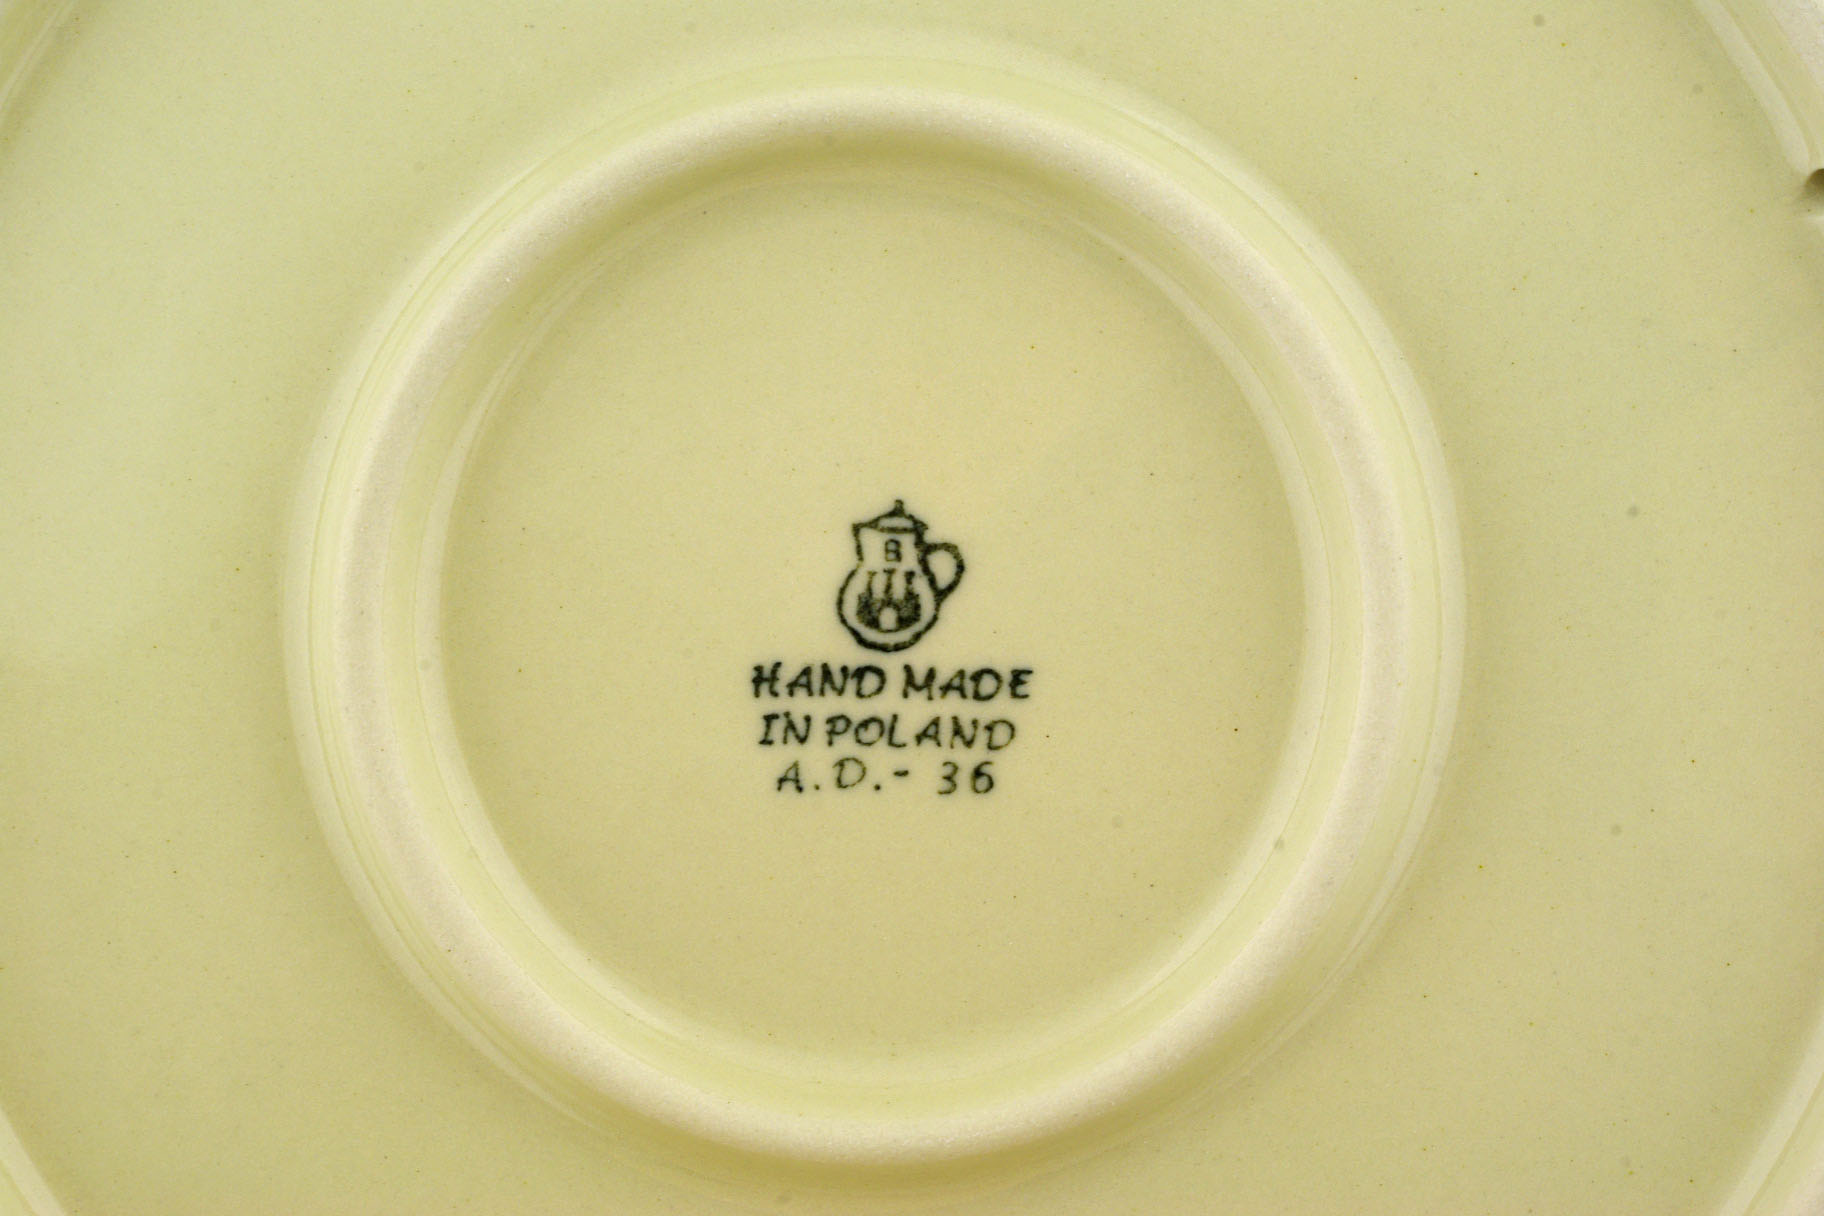 B
HAND MADE
IN POLAND
A.D.- 36